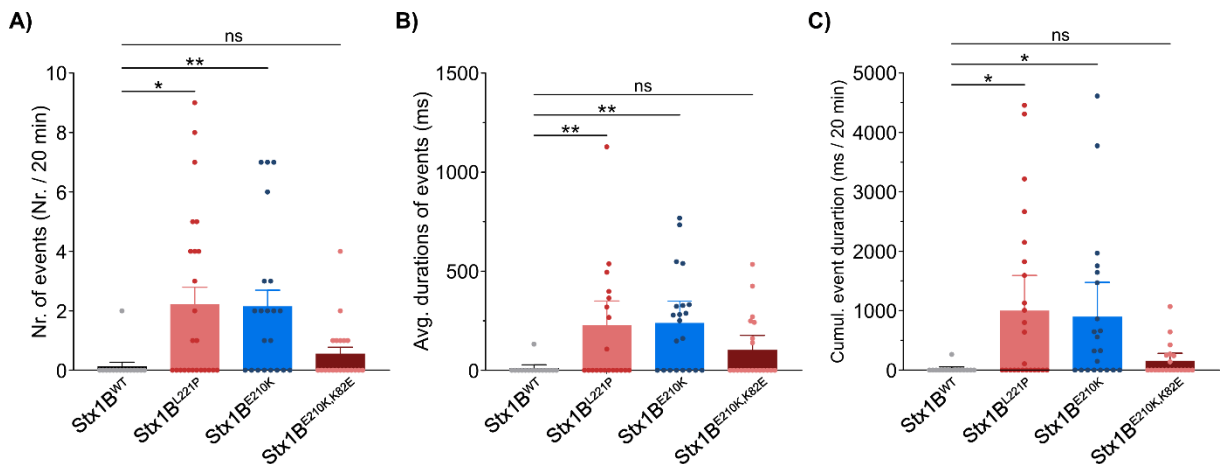 A)
ns
**
*
10
8
6
4
2
0
Nr. of events (Nr. / 20 min)
Stx1B^WT
Stx1B^L221P
Stx1B^E210K
Stx1B^E210K,K82E
B)
ns
**
**
1500
1000
500
0
Avg. durations of events (ms)
Stx1B^WT
Stx1B^L221P
Stx1B^E210K
Stx1B^E210K,K82E
C)
ns
*
*
5000
4000
3000
2000
1000
0
Cumul. event durartion (ms / 20 min)
Stx1B^WT
Stx1B^L221P
Stx1B^E210K
Stx1B^E210K,K82E